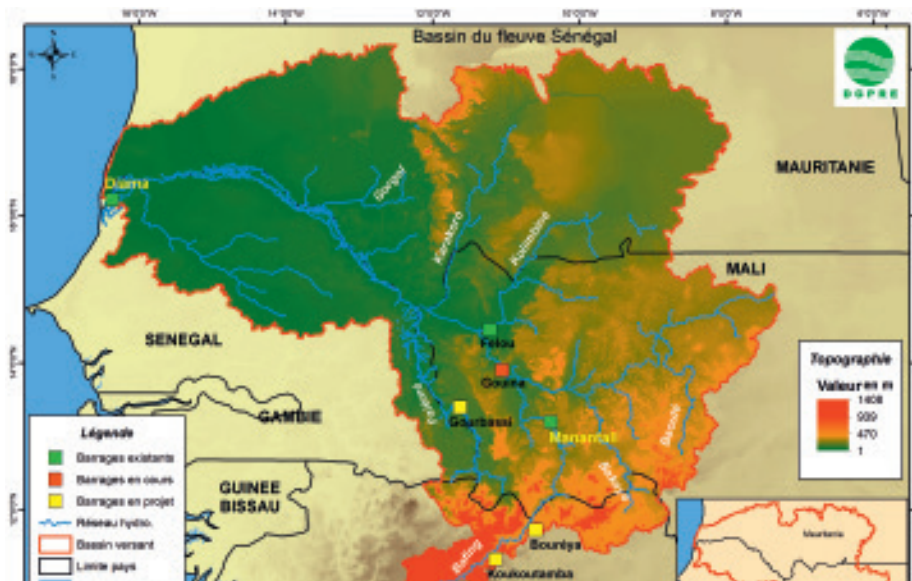 Bassin du fleuve Sénégal
DGPRE
MAURITANIE
Diama
Gorgol
Karakoro
Kolimbine
MALI
SENEGAL
Félou
Gouina
Gourbassi
Manantali
GAMBIE
GUINEE
BISSAU
Bafing
Bouréya
Koukoutamba
Topographie
Valeur en m
1408
939
470
1
Légende
Barrages existants
Barrages en cours
Barrages en projet
Réseau hydro.
Bassin versant
Limite pays
Mauritanie